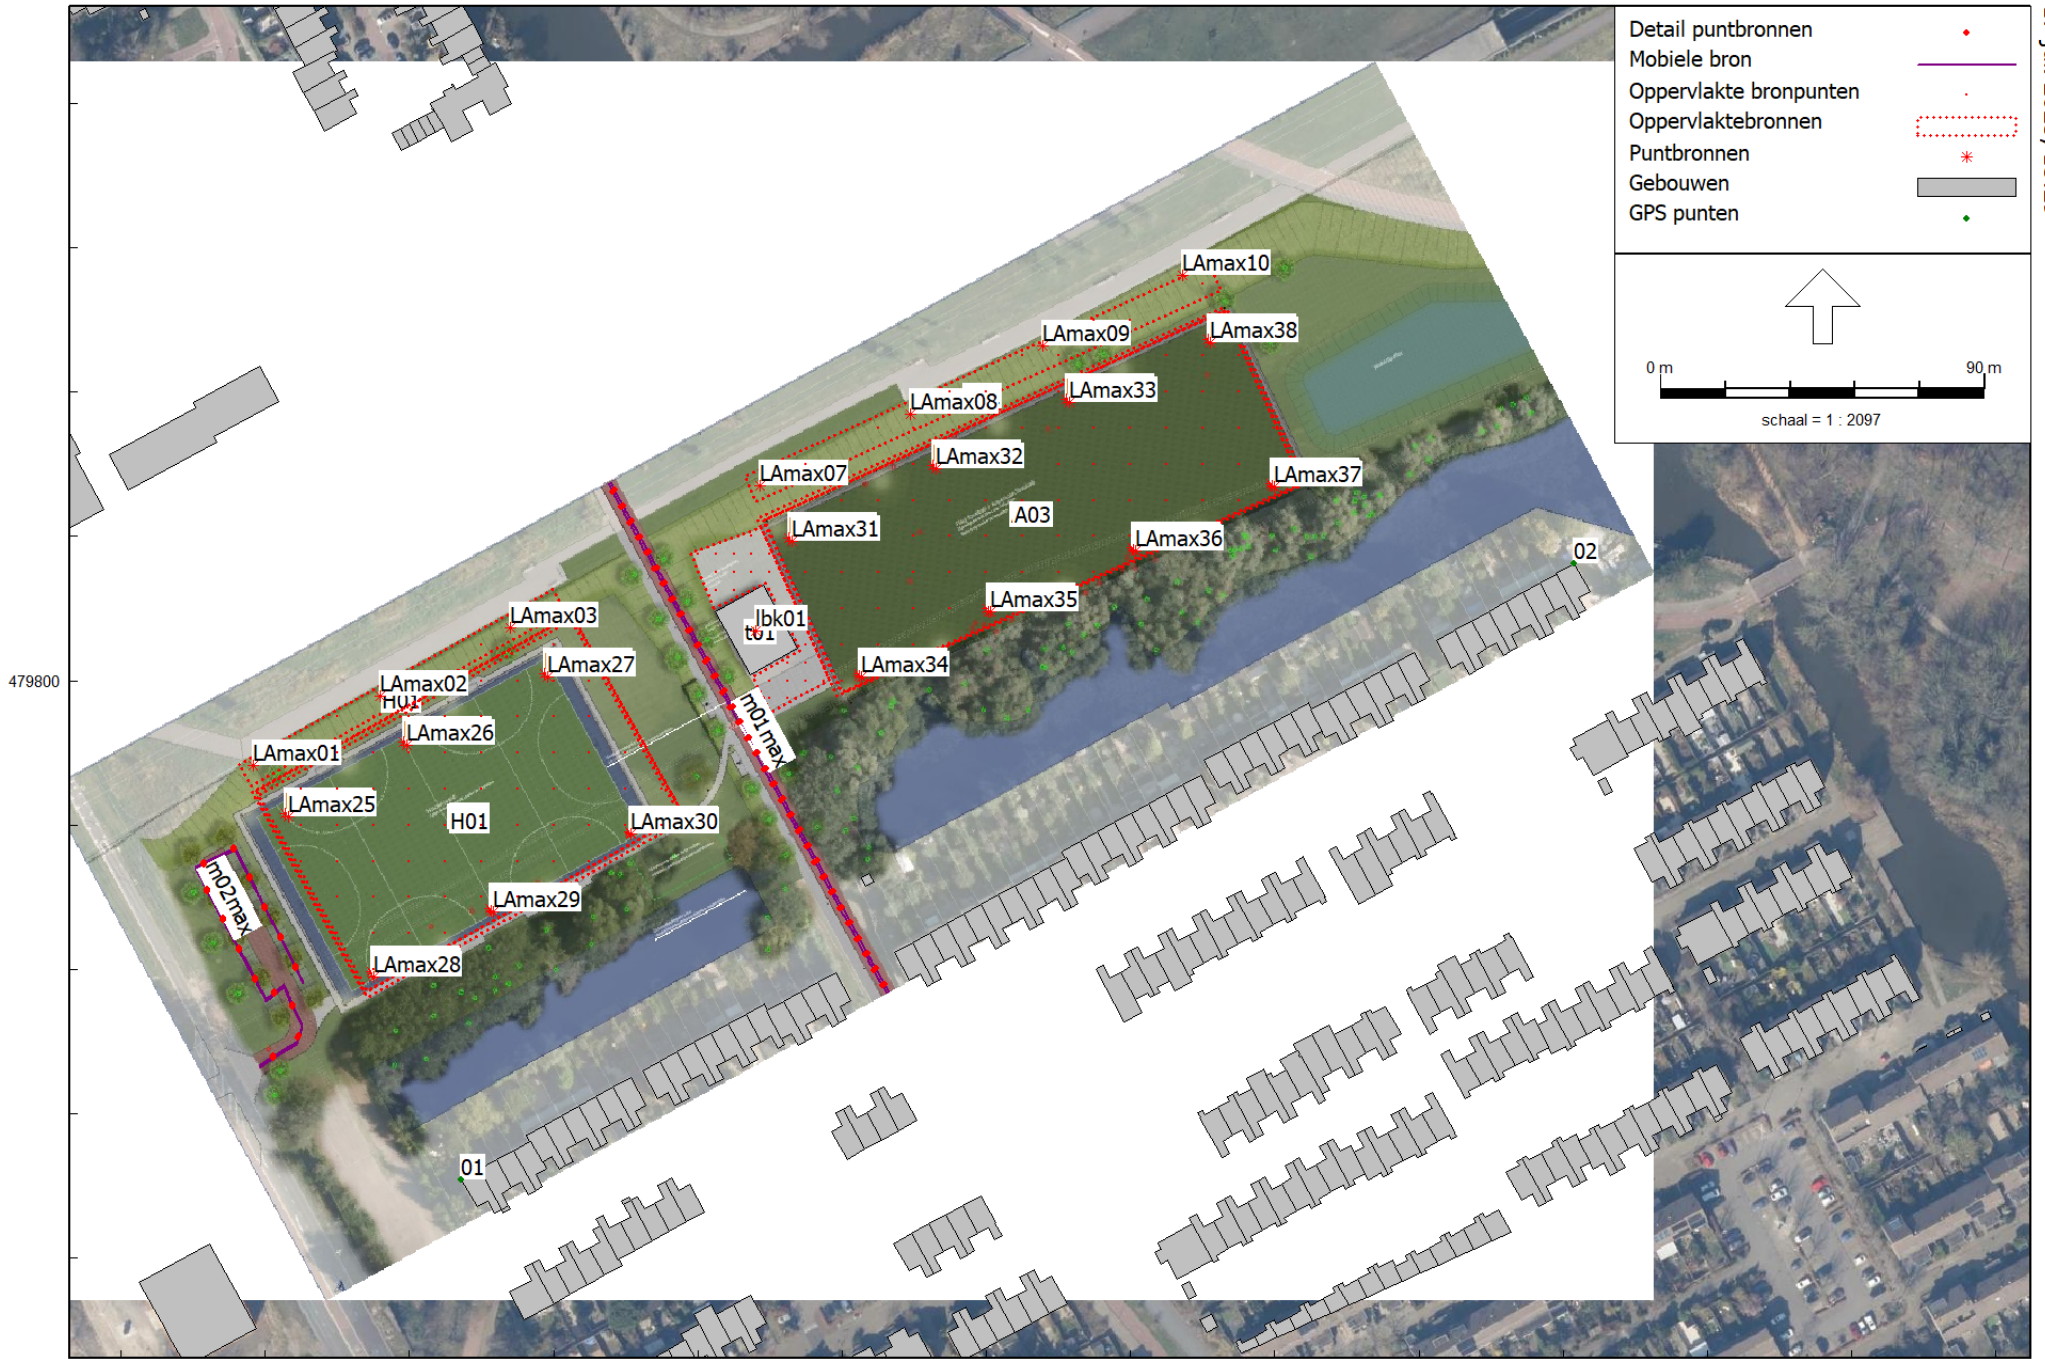 Detail puntbronnen
Mobiele bron
Oppervlakte bronpunten
Oppervlaktebronnen
Puntbronnen
Gebouwen
GPS punten
0 m
90 m
schaal = 1 : 2097
LAmax10
LAmax09
LAmax38
LAmax33
LAmax08
LAmax32
LAmax07
LAmax37
A03
LAmax31
LAmax36
02
LAmax35
lbk01
t01
LAmax03
LAmax34
LAmax27
479800
LAmax02
H01
LAmax26
m01max
LAmax01
LAmax25
H01
LAmax30
m02max
LAmax29
LAmax28
01